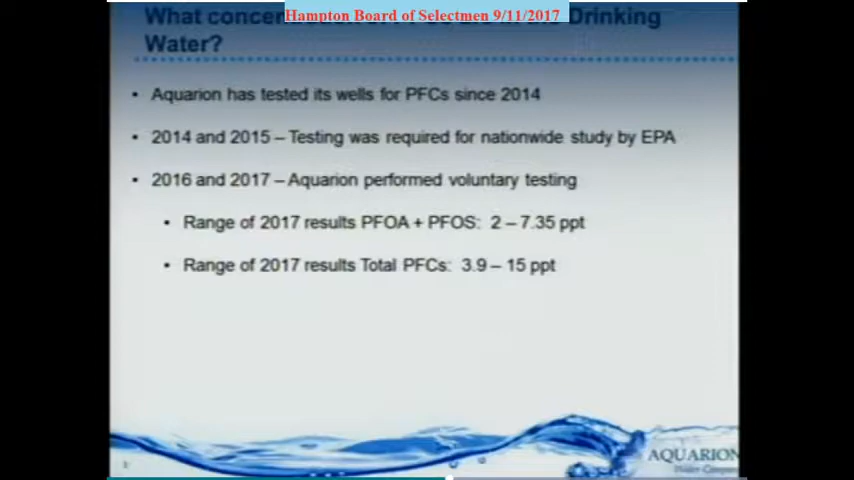 Hampton Board of Selectmen 9/11/2017
What Drinking
Water?
• Aquarion has tested its wells for PFCs since 2014
• 2014 and 2015 – Testing was required for nationwide study by EPA
• 2016 and 2017 – Aquarion performed voluntary testing
• Range of 2017 results PFOA + PFOS: 2 – 7.35 ppt
• Range of 2017 results Total PFCs: 3.9 – 15 ppt
AQUARION
Water